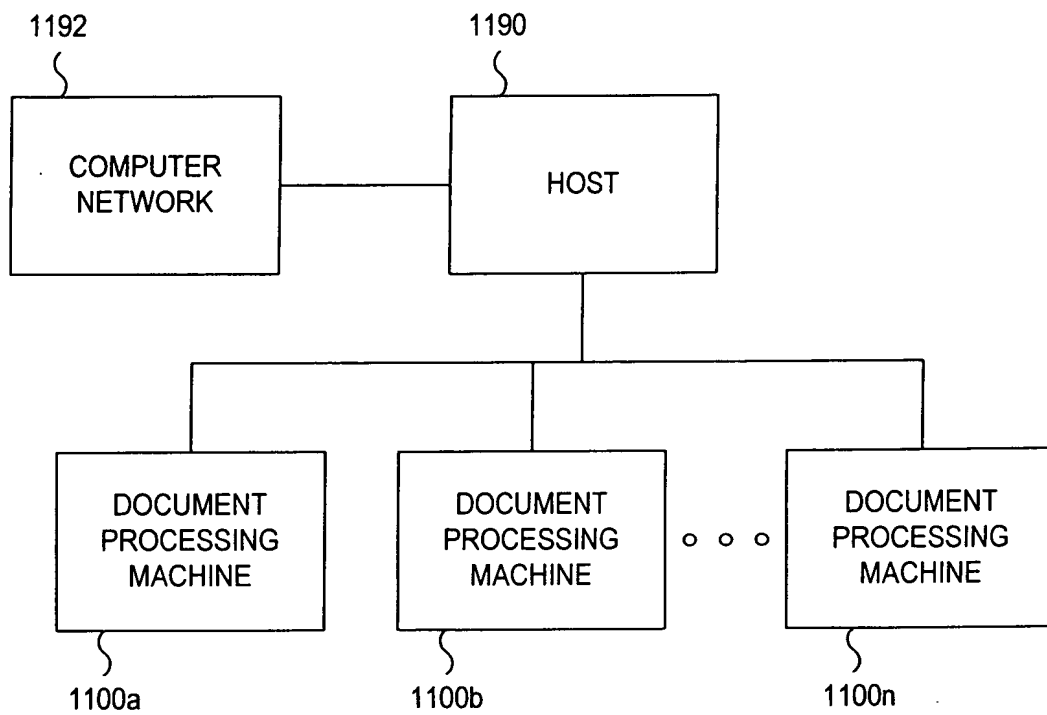 1192
1190
COMPUTER
NETWORK
HOST
DOCUMENT
PROCESSING
MACHINE
DOCUMENT
PROCESSING
MACHINE
DOCUMENT
PROCESSING
MACHINE
1100a
1100b
1100n